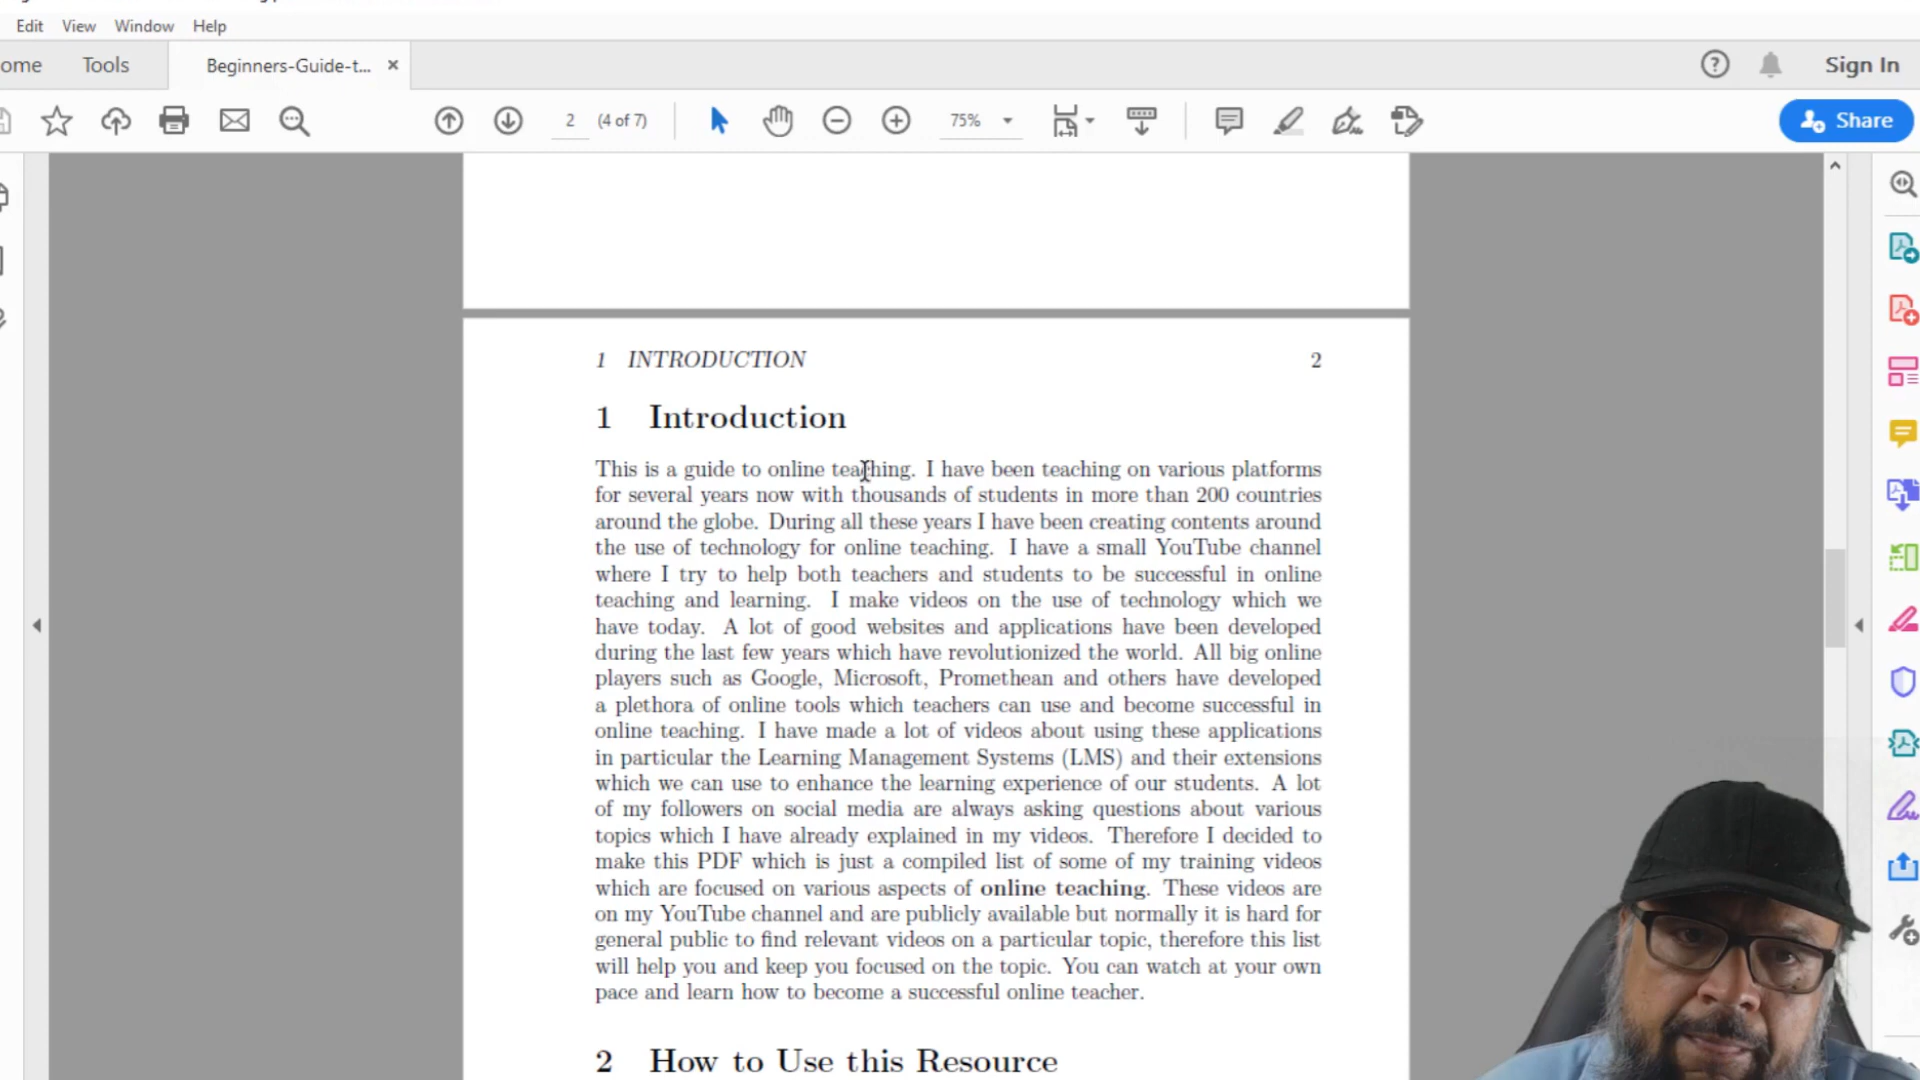 Edit View Window Help
ome Tools Beginners-Guide-t... × Sign In
2 (4 of 7) 75% Share
1 INTRODUCTION 2
1 Introduction
This is a guide to online teaching. I have been teaching on various platforms
for several years now with thousands of students in more than 200 countries
around the globe. During all these years I have been creating contents around
the use of technology for online teaching. I have a small YouTube channel
where I try to help both teachers and students to be successful in online
teaching and learning. I make videos on the use of technology which we
have today. A lot of good websites and applications have been developed
during the last few years which have revolutionized the world. All big online
players such as Google, Microsoft, Promethean and others have developed
a plethora of online tools which teachers can use and become successful in
online teaching. I have made a lot of videos about using these applications
in particular the Learning Management Systems (LMS) and their extensions
which we can use to enhance the learning experience of our students. A lot
of my followers on social media are always asking questions about various
topics which I have already explained in my videos. Therefore I decided to
make this PDF which is just a compiled list of some of my training videos
which are focused on various aspects of online teaching. These videos are
on my YouTube channel and are publicly available but normally it is hard for
general public to find relevant videos on a particular topic, therefore this list
will help you and keep you focused on the topic. You can watch at your own
pace and learn how to become a successful online teacher.
2 How to Use this Resource